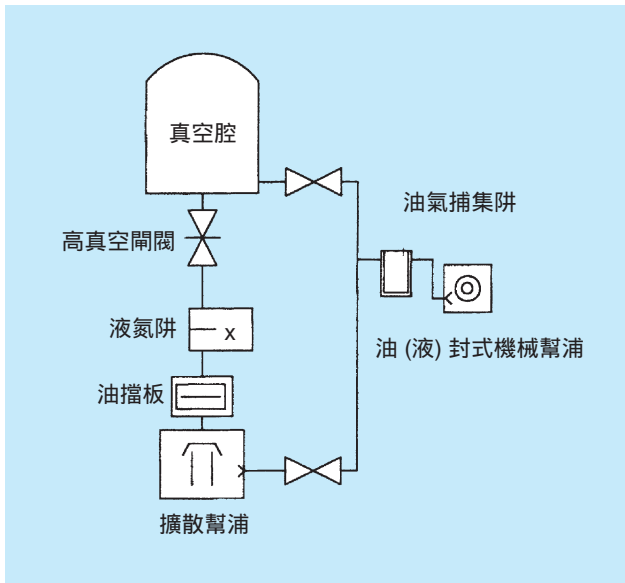 真空腔
油氣捕集阱
高真空閘閥
液氮阱
x
油 (液) 封式機械幫浦
油擋板
擴散幫浦